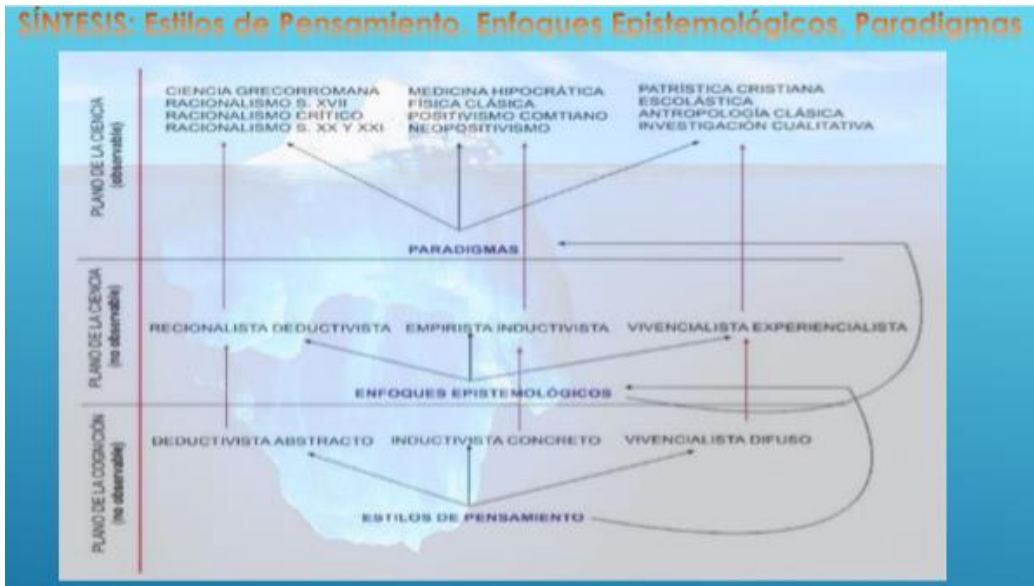 SÍNTESIS: Estilos de Pensamiento. Enfoques Epistemológicos. Paradigmas
PLANO DE LA CIENCIA
(observable)
CIENCIA GRECORROMANA
RACIONALISMO S. XVII
RACIONALISMO CRÍTICO
RACIONALISMO S. XX Y XXI
MEDICINA HIPOCRÁTICA
FÍSICA CLÁSICA
POSITIVISMO COMTIANO
NEOPOSITIVISMO
PATRÍSTICA CRISTIANA
ESCOLÁSTICA
ANTROPOLOGÍA CLÁSICA
INVESTIGACIÓN CUALITATIVA
PARADIGMAS
PLANO DE LA CIENCIA
(no observable)
RECIONALISTA DEDUCTIVISTA
EMPIRISTA INDUCTIVISTA
VIVENCIALISTA EXPERIENCIALISTA
ENFOQUES EPISTEMOLÓGICOS
PLANO DE LA COGNICIÓN
(no observable)
DEDUCTIVISTA ABSTRACTO
INDUCTIVISTA CONCRETO
VIVENCIALISTA DIFUSO
ESTILOS DE PENSAMIENTO